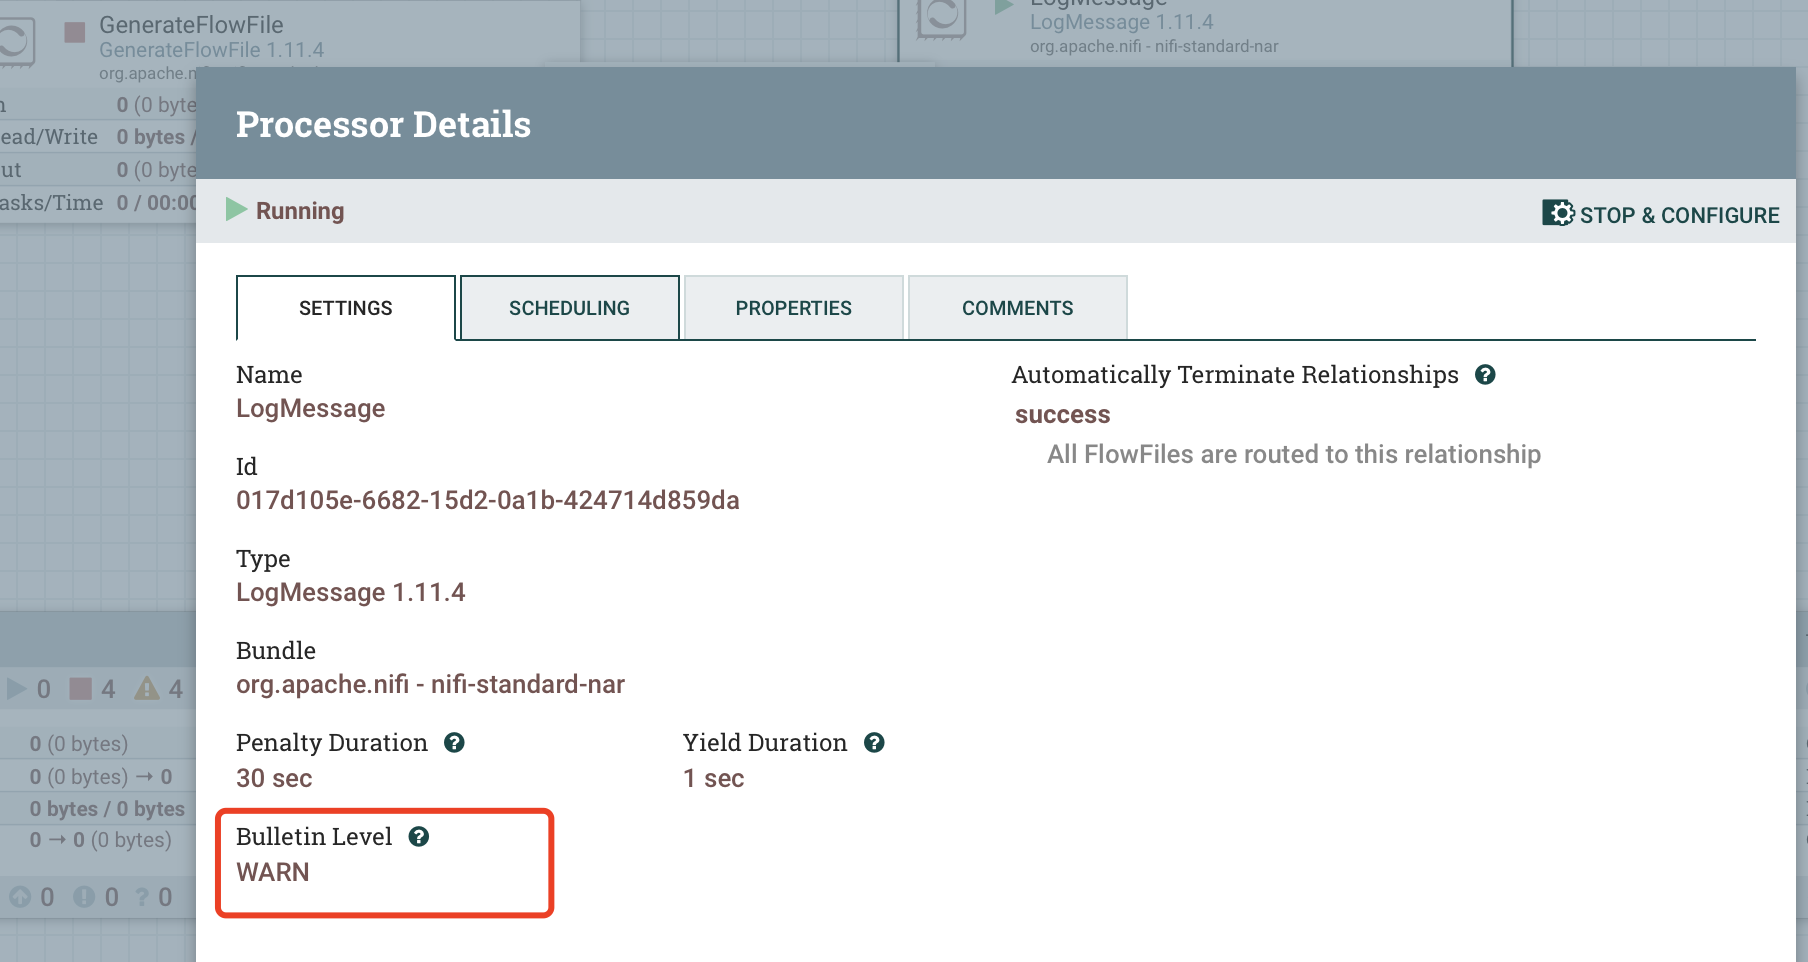 GenerateFlowFile
GenerateFlowFile 1.11.4
org.apache.n
LogMessage
LogMessage 1.11.4
org.apache.nifi - nifi-standard-nar
0 (0 byte
ead/Write 0 bytes /
ut 0 (0 byte
asks/Time 0 / 00:00
Processor Details
Running
STOP & CONFIGURE
SETTINGS
SCHEDULING
PROPERTIES
COMMENTS
Name
LogMessage
Id
017d105e-6682-15d2-0a1b-424714d859da
Type
LogMessage 1.11.4
Bundle
org.apache.nifi - nifi-standard-nar
Penalty Duration ?
30 sec
Yield Duration ?
1 sec
Bulletin Level ?
WARN
Automatically Terminate Relationships ?
success
All FlowFiles are routed to this relationship
0 4 4
0 (0 bytes)
0 (0 bytes) → 0
0 bytes / 0 bytes
0 → 0 (0 bytes)
0 0 ? 0